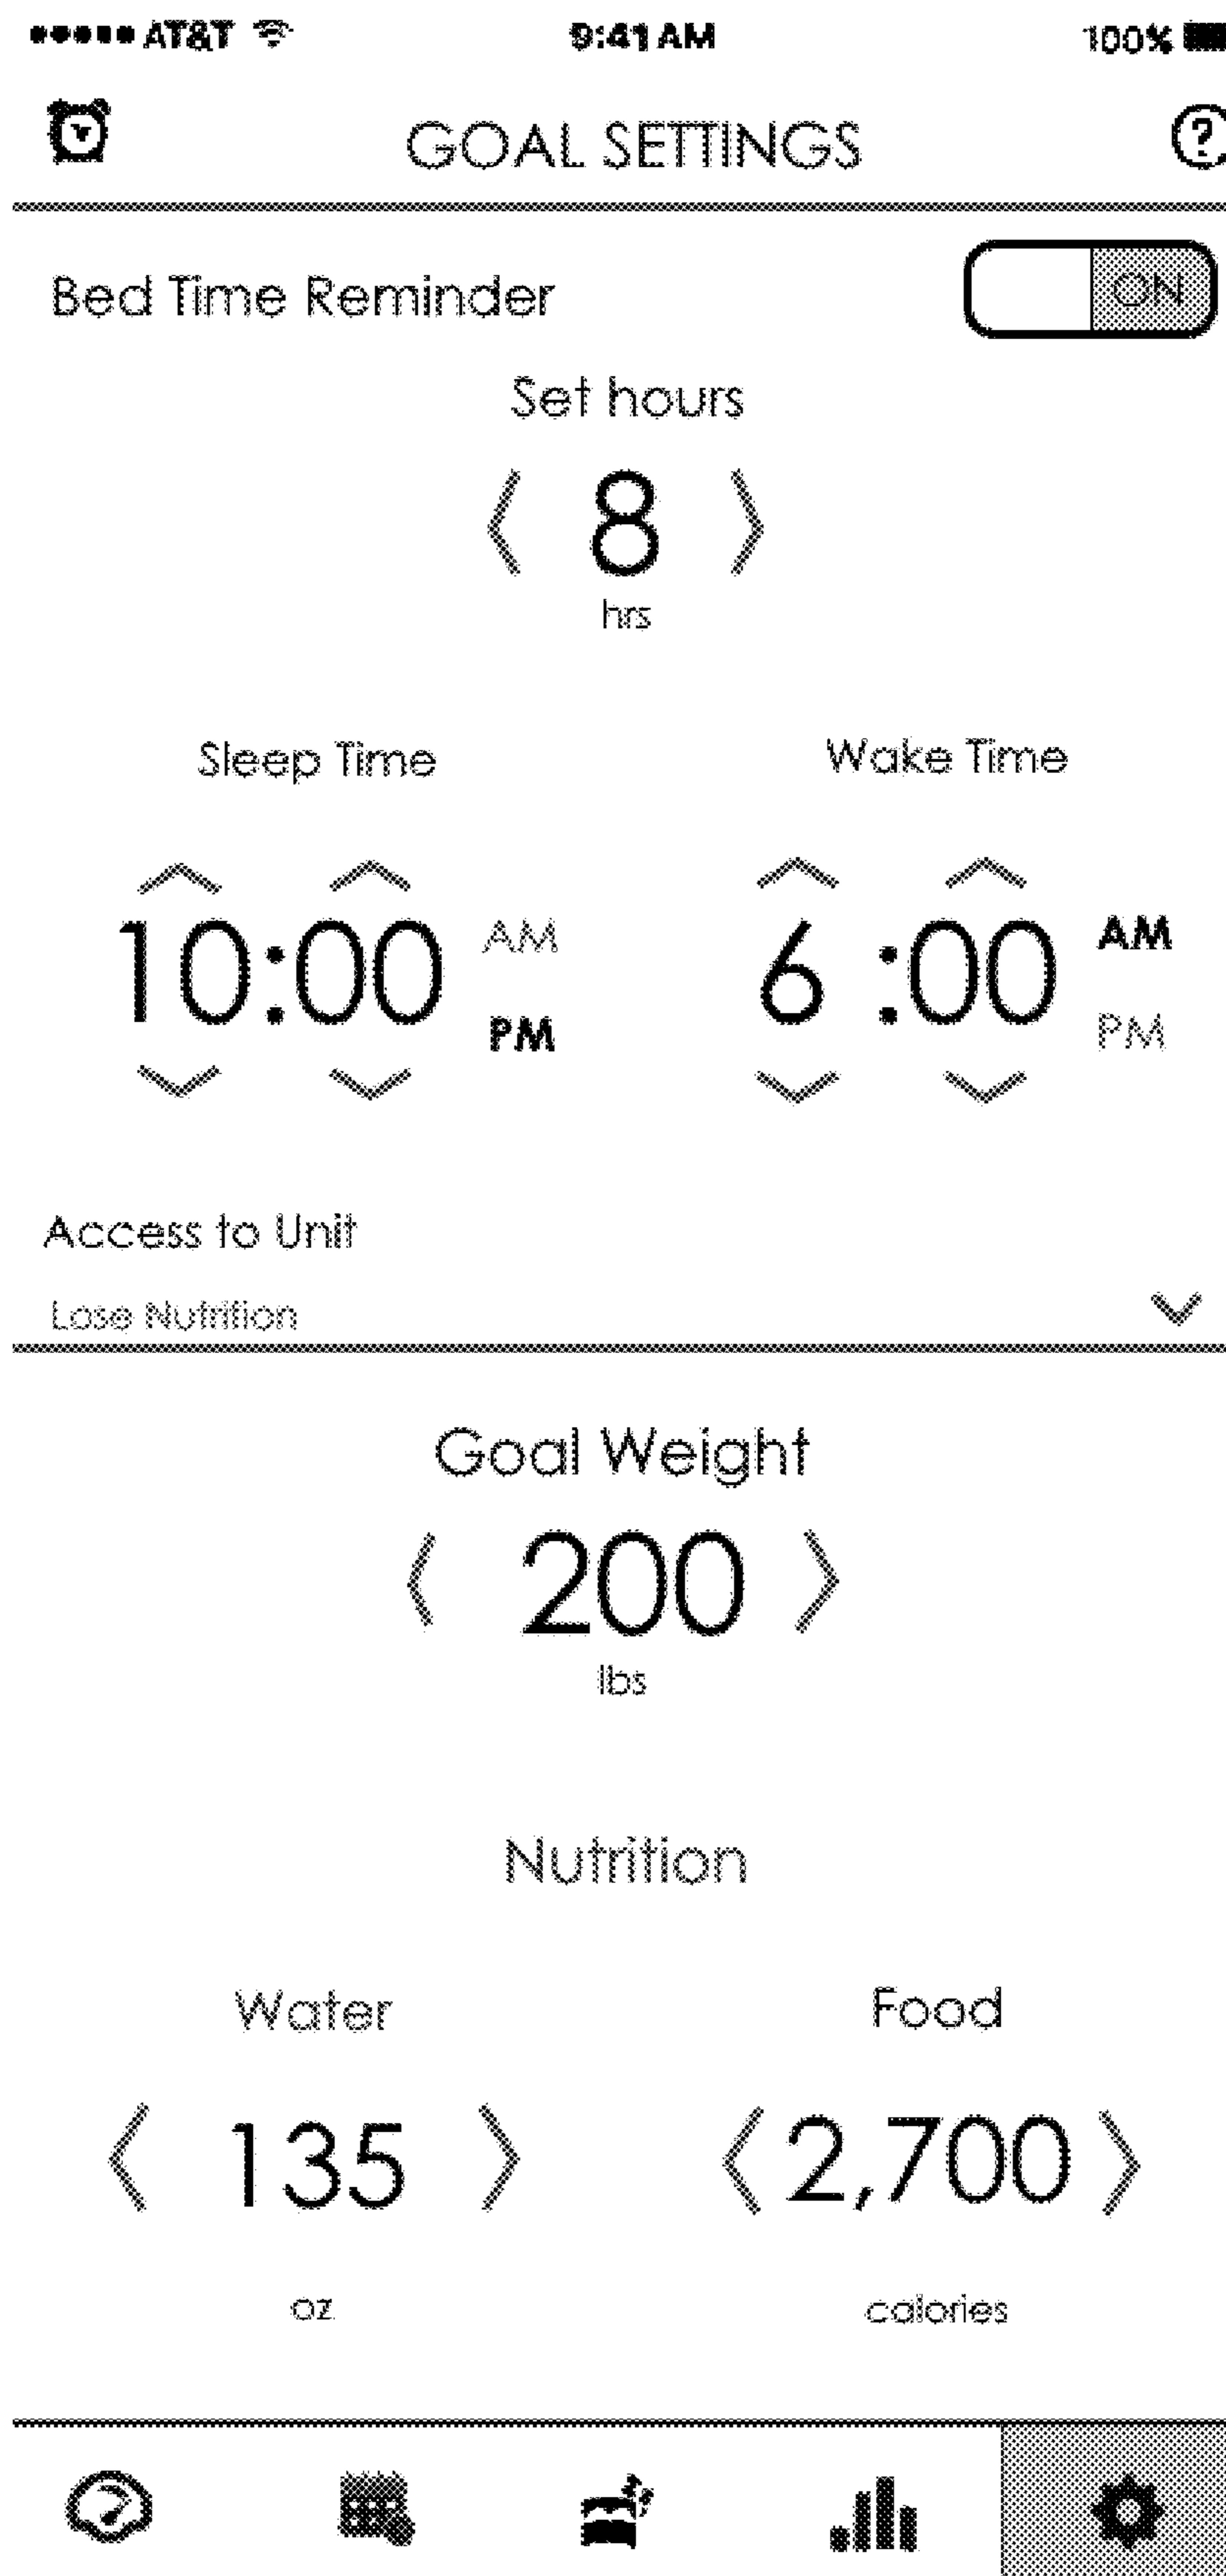 AT&T 9:41 AM 100%
GOAL SETTINGS ?
Bed Time Reminder ON
Set hours
8
hrs
Sleep Time Wake Time
10:00 AM PM 6 :00 AM PM
Access to Unit
Lose Nutrition
Goal Weight
200
lbs
Nutrition
Water Food
135 2,700
oz calories